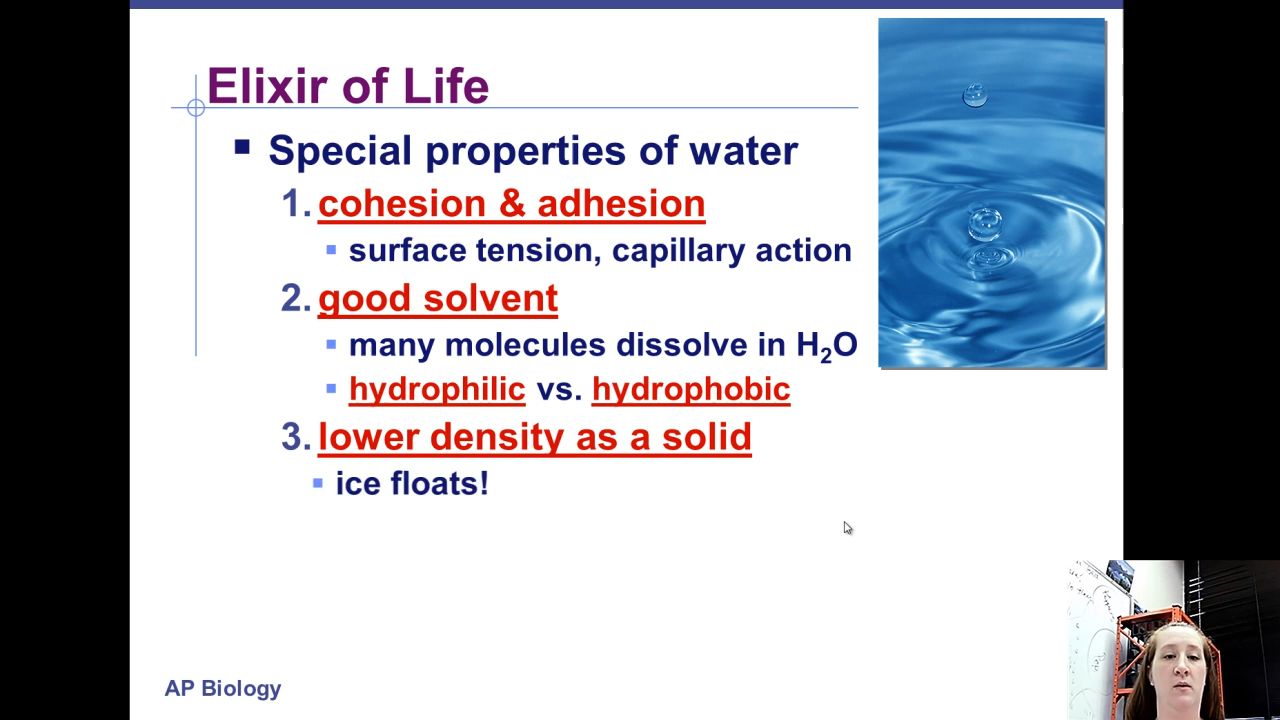 Elixir of Life
▪ Special properties of water
1. cohesion & adhesion
▪ surface tension, capillary action
2. good solvent
▪ many molecules dissolve in H₂O
▪ hydrophilic vs. hydrophobic
3. lower density as a solid
▪ ice floats!
AP Biology